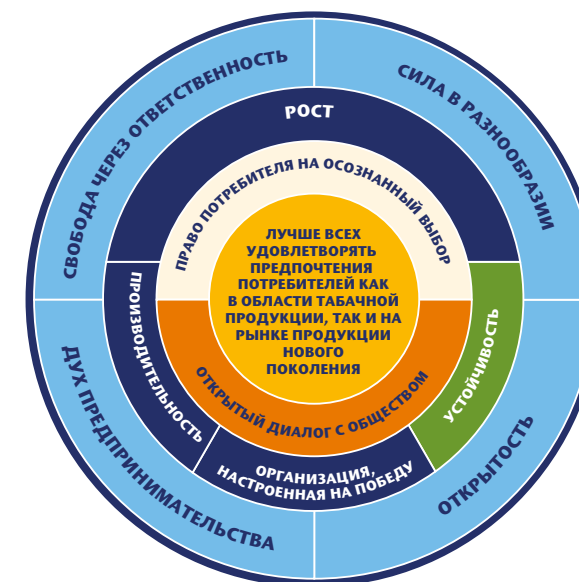 СВОБОДА ЧЕРЕЗ ОТВЕТСТВЕННОСТЬ
СИЛА В РАЗНООБРАЗИИ
РОСТ
ПРАВО ПОТРЕБИТЕЛЯ НА ОСОЗНАННЫЙ ВЫБОР
ЛУЧШЕ ВСЕХ
УДОВЛЕТВОРЯТЬ
ПРЕДПОЧТЕНИЯ
ПОТРЕБИТЕЛЕЙ КАК
В ОБЛАСТИ ТАБАЧНОЙ
ПРОДУКЦИИ, ТАК И НА
РЫНКЕ ПРОДУКЦИИ
НОВОГО
ПОКОЛЕНИЯ
ПРОИЗВОДИТЕЛЬНОСТЬ
УСТОЙЧИВОСТЬ
ОТКРЫТЫЙ ДИАЛОГ С ОБЩЕСТВОМ
ОРГАНИЗАЦИЯ,
НАСТРОЕННАЯ НА ПОБЕДУ
ДУХ ПРЕДПРИНИМАТЕЛЬСТВА
ОТКРЫТОСТЬ